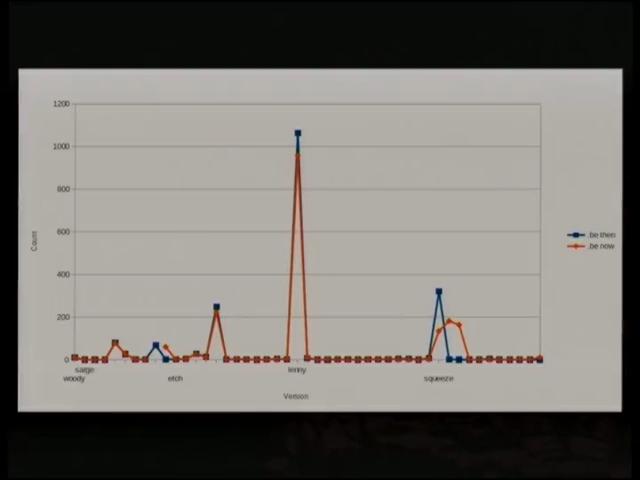 1200
1000
800
600
400
200
0
Count
sarge
woody
etch
lenny
squeeze
Version
.be then
.be now